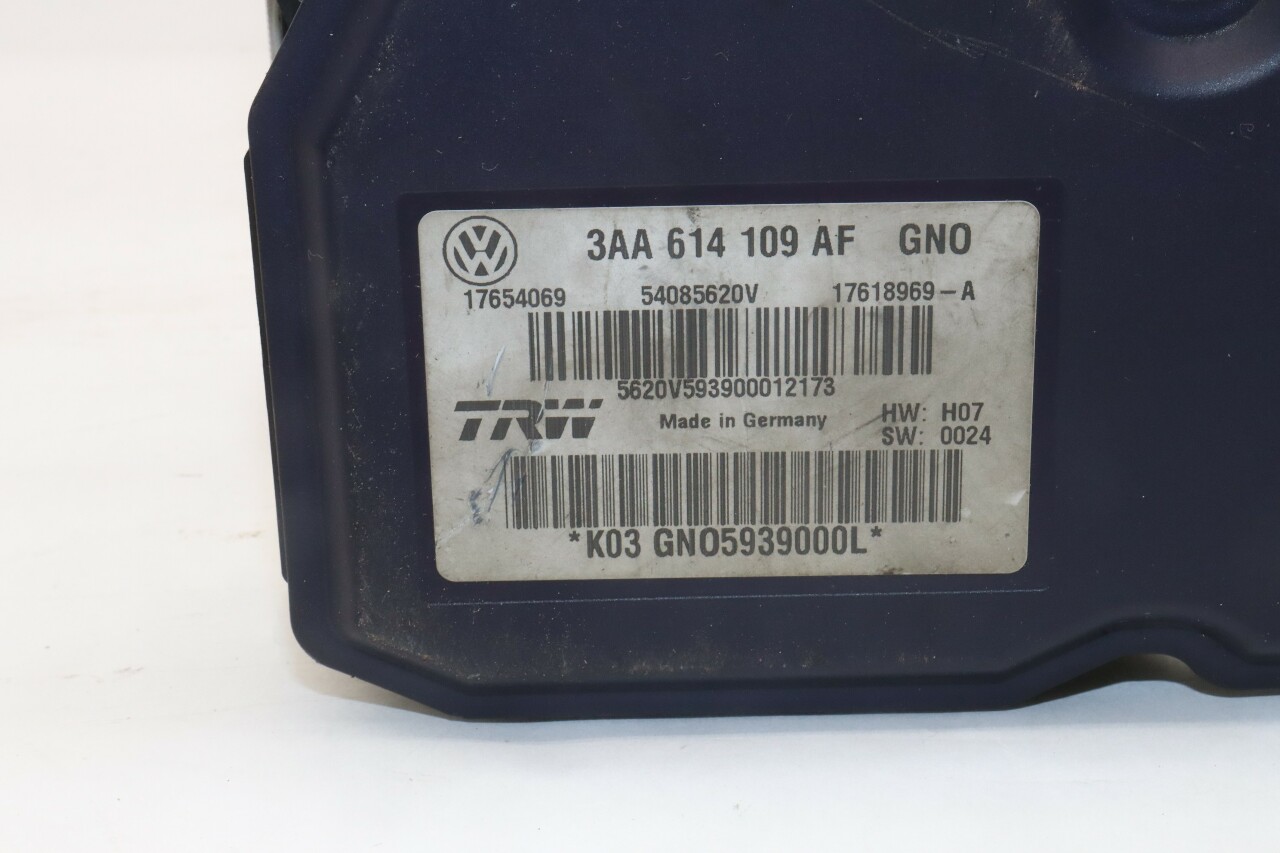 3AA 614 109 AF GNO
17654069 54085620V 17618969-A
5620V593900012173
TRW Made in Germany HW: H07
SW: 0024
*K03 GNO5939000L*